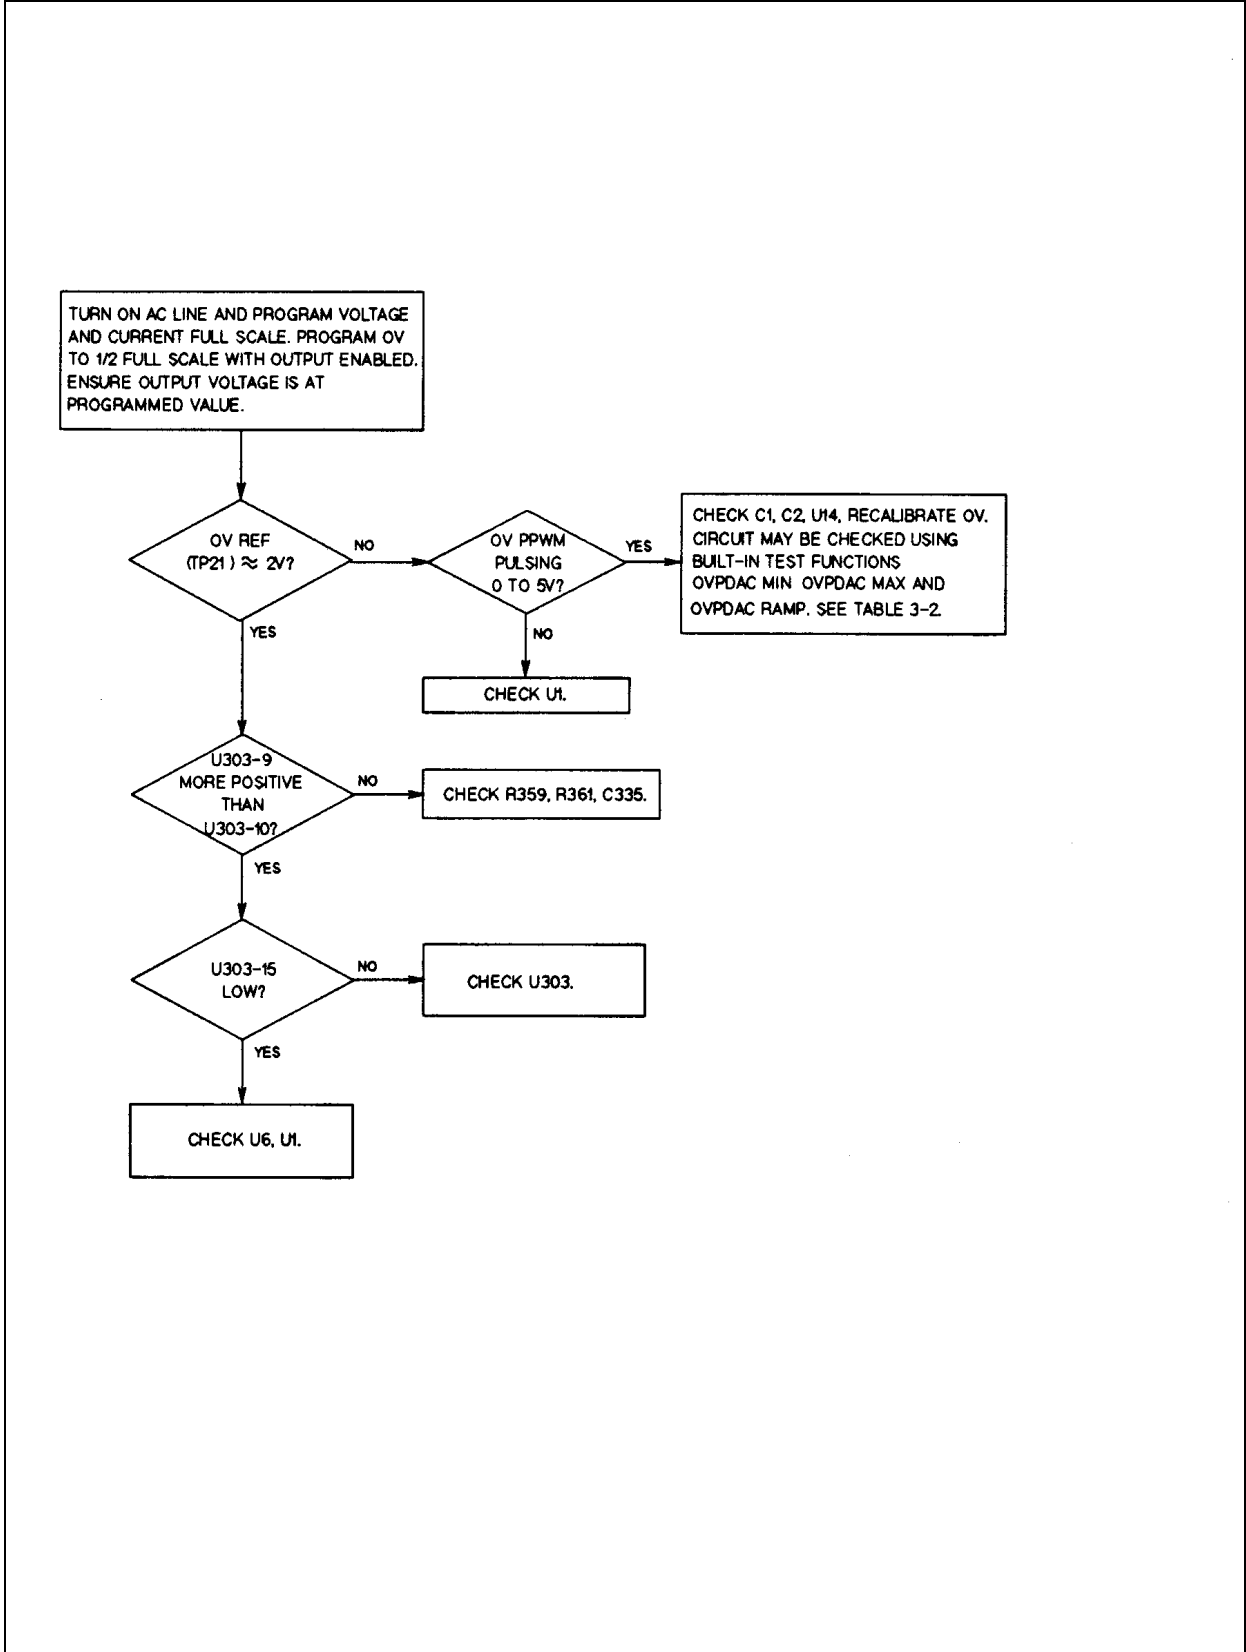 TURN ON AC LINE AND PROGRAM VOLTAGE
AND CURRENT FULL SCALE. PROGRAM OV
TO 1/2 FULL SCALE WITH OUTPUT ENABLED.
ENSURE OUTPUT VOLTAGE IS AT
PROGRAMMED VALUE.
OV REF
(TP21) ≈ 2V?
NO
OV PPWM
PULSING
0 TO 5V?
YES
CHECK C1, C2, U14, RECALIBRATE OV.
CIRCUIT MAY BE CHECKED USING
BUILT-IN TEST FUNCTIONS
OVPDAC MIN OVPDAC MAX AND
OVPDAC RAMP. SEE TABLE 3-2.
YES
NO
CHECK U1.
U303-9
MORE POSITIVE
THAN
U303-10?
NO
CHECK R359, R361, C335.
YES
U303-15
LOW?
NO
CHECK U303.
YES
CHECK U6, U1.